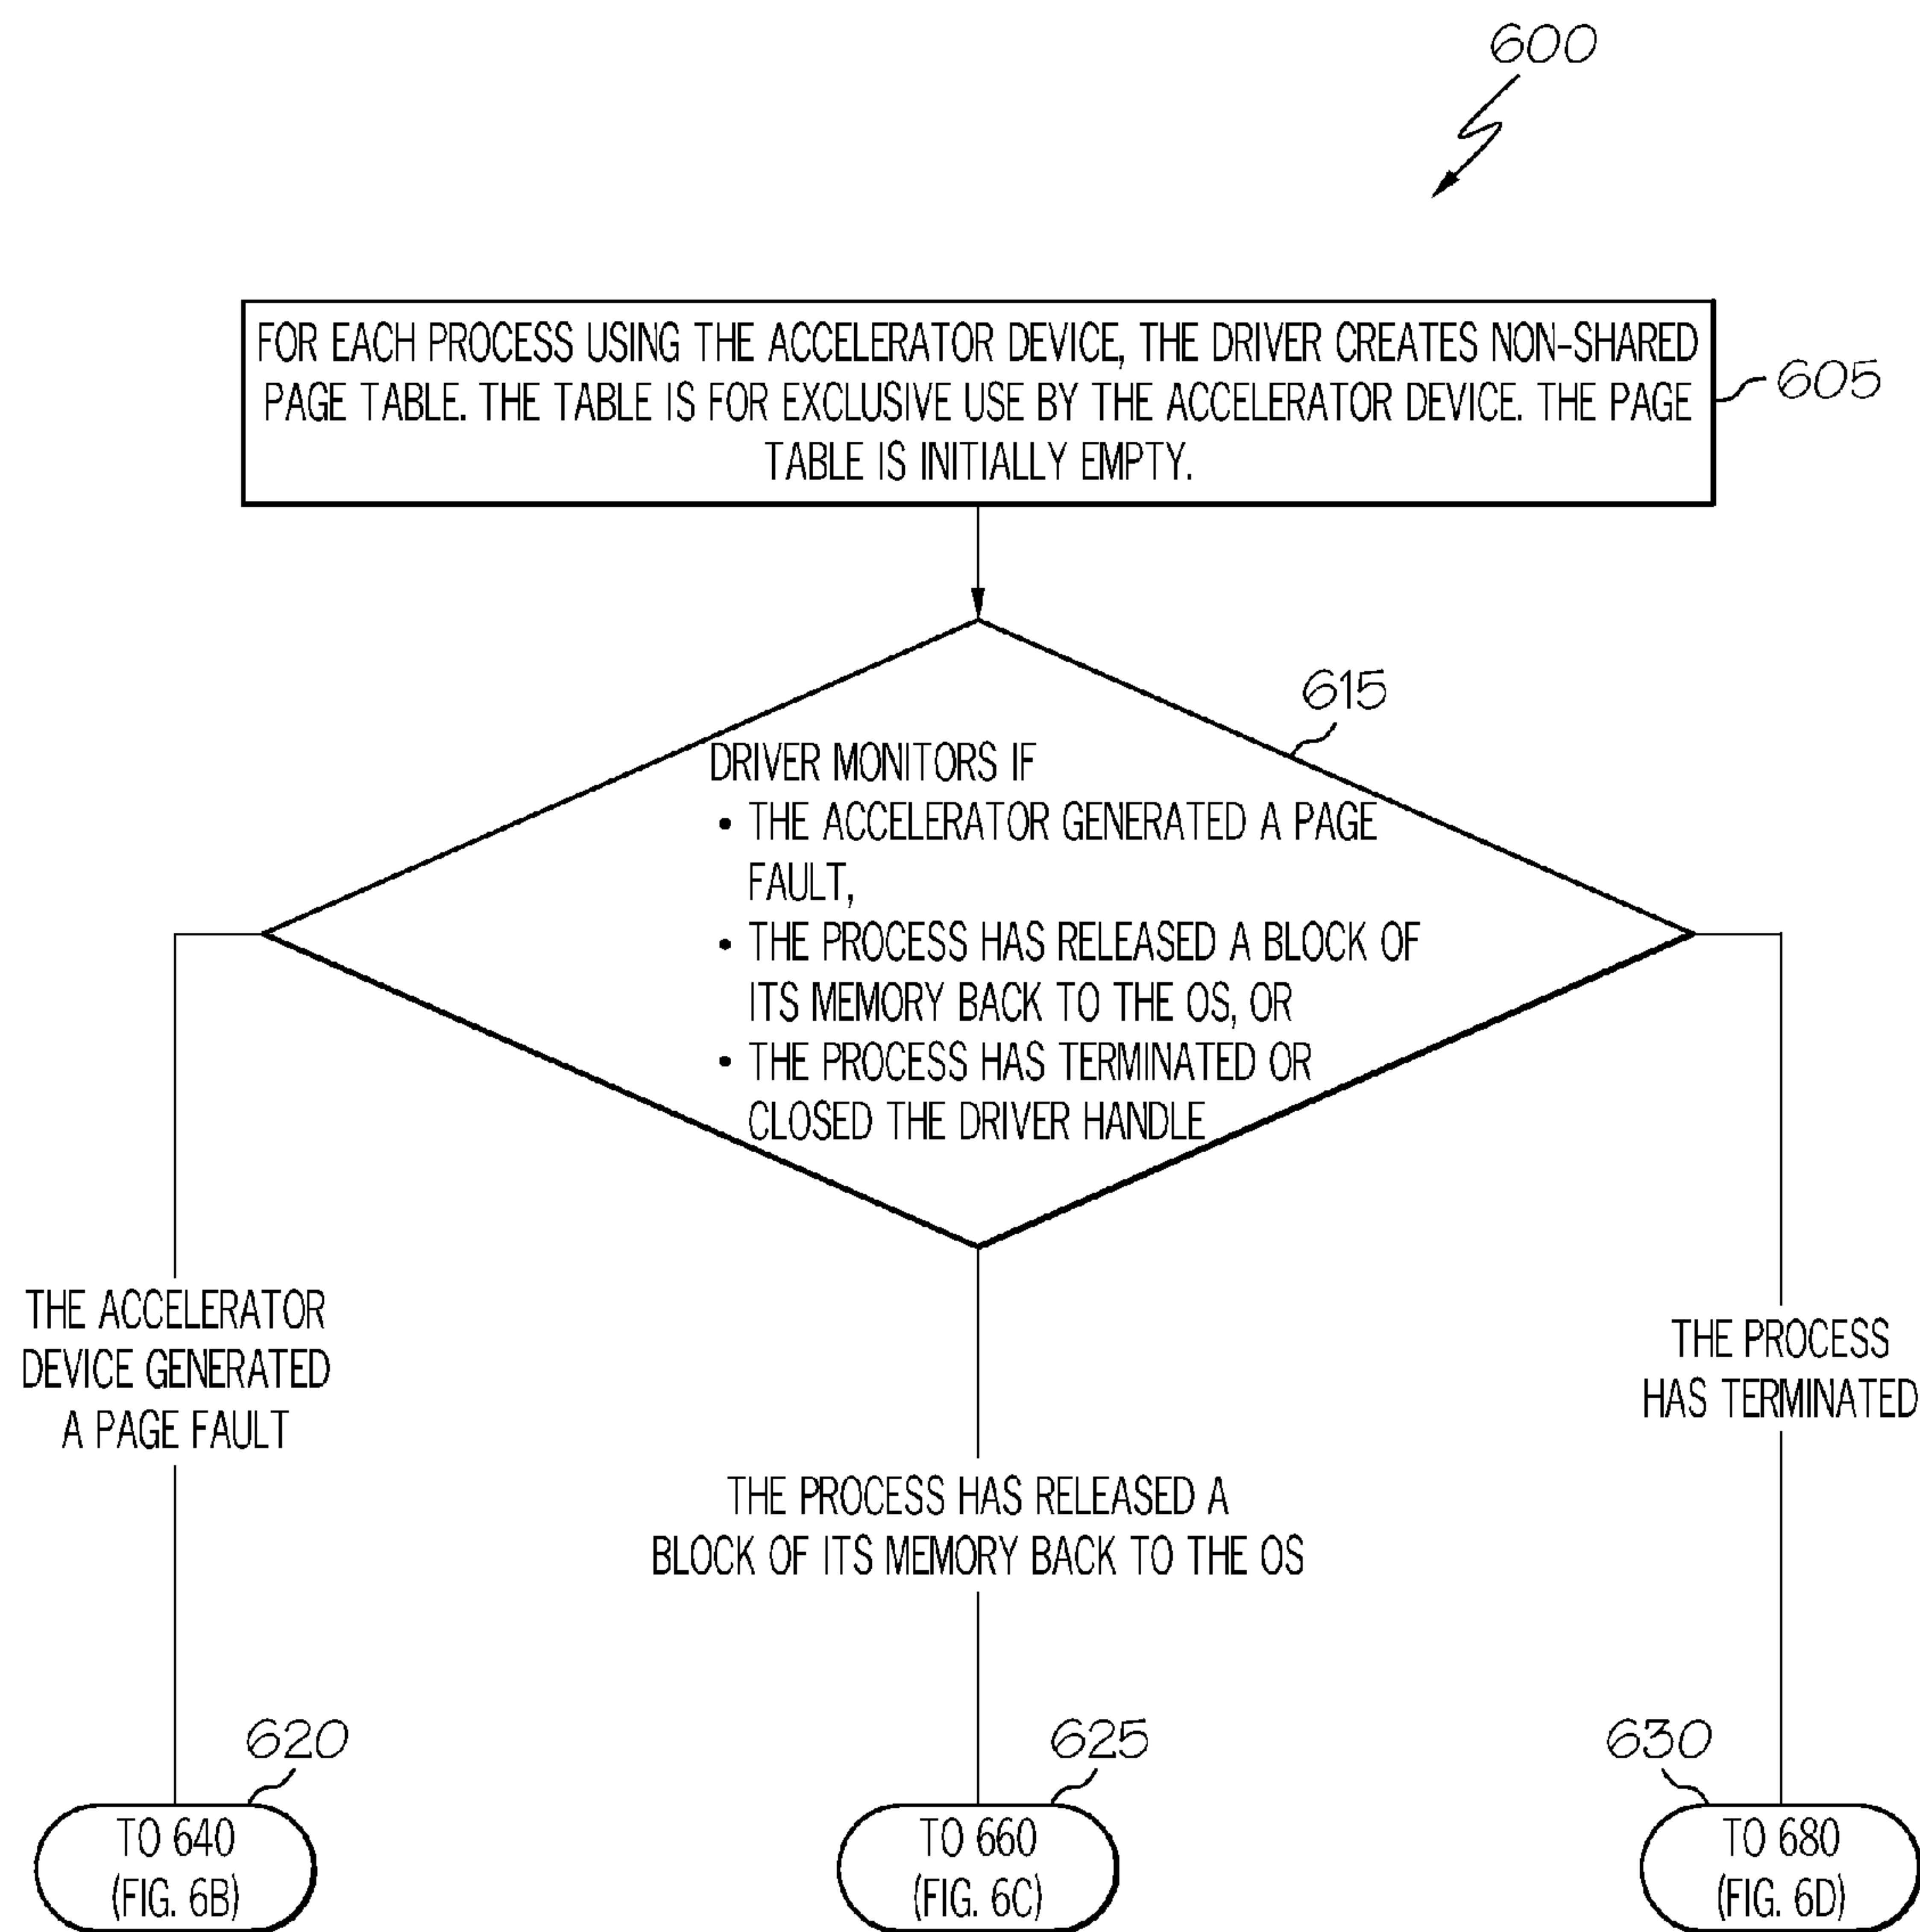 600
FOR EACH PROCESS USING THE ACCELERATOR DEVICE, THE DRIVER CREATES NON-SHARED
PAGE TABLE. THE TABLE IS FOR EXCLUSIVE USE BY THE ACCELERATOR DEVICE. THE PAGE
TABLE IS INITIALLY EMPTY.
605
615
DRIVER MONITORS IF
• THE ACCELERATOR GENERATED A PAGE
FAULT,
• THE PROCESS HAS RELEASED A BLOCK OF
ITS MEMORY BACK TO THE OS, OR
• THE PROCESS HAS TERMINATED OR
CLOSED THE DRIVER HANDLE
THE ACCELERATOR
DEVICE GENERATED
A PAGE FAULT
THE PROCESS HAS RELEASED A
BLOCK OF ITS MEMORY BACK TO THE OS
THE PROCESS
HAS TERMINATED
620
TO 640
(FIG. 6B)
625
TO 660
(FIG. 6C)
630
TO 680
(FIG. 6D)